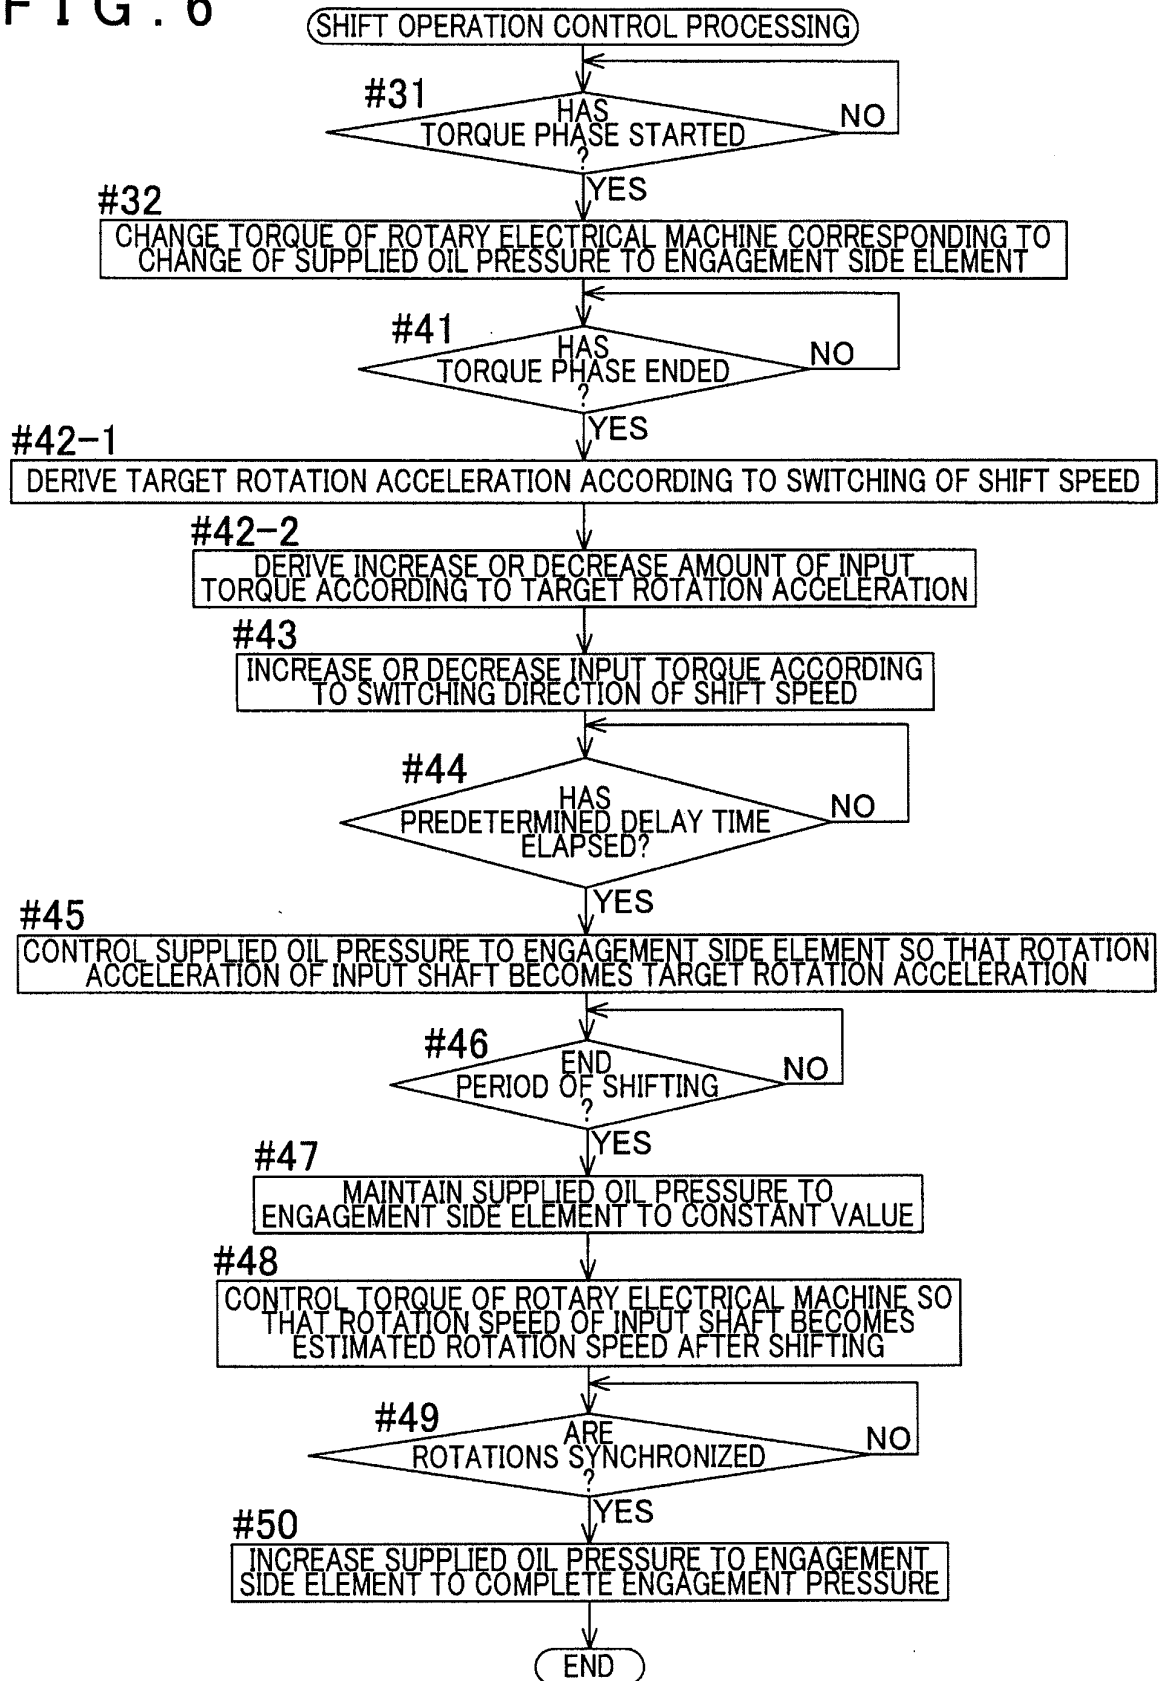 FIG.6
SHIFT OPERATION CONTROL PROCESSING
#31
HAS
TORQUE PHASE STARTED
?
NO
YES
#32
CHANGE TORQUE OF ROTARY ELECTRICAL MACHINE CORRESPONDING TO
CHANGE OF SUPPLIED OIL PRESSURE TO ENGAGEMENT SIDE ELEMENT
#41
HAS
TORQUE PHASE ENDED
?
NO
YES
#42-1
DERIVE TARGET ROTATION ACCELERATION ACCORDING TO SWITCHING OF SHIFT SPEED
#42-2
DERIVE INCREASE OR DECREASE AMOUNT OF INPUT
TORQUE ACCORDING TO TARGET ROTATION ACCELERATION
#43
INCREASE OR DECREASE INPUT TORQUE ACCORDING
TO SWITCHING DIRECTION OF SHIFT SPEED
#44
HAS
PREDETERMINED DELAY TIME
ELAPSED?
NO
YES
#45
CONTROL SUPPLIED OIL PRESSURE TO ENGAGEMENT SIDE ELEMENT SO THAT ROTATION
ACCELERATION OF INPUT SHAFT BECOMES TARGET ROTATION ACCELERATION
#46
END
PERIOD OF SHIFTING
?
NO
YES
#47
MAINTAIN SUPPLIED OIL PRESSURE TO
ENGAGEMENT SIDE ELEMENT TO CONSTANT VALUE
#48
CONTROL TORQUE OF ROTARY ELECTRICAL MACHINE SO
THAT ROTATION SPEED OF INPUT SHAFT BECOMES
ESTIMATED ROTATION SPEED AFTER SHIFTING
#49
ARE
ROTATIONS SYNCHRONIZED
?
NO
YES
#50
INCREASE SUPPLIED OIL PRESSURE TO ENGAGEMENT
SIDE ELEMENT TO COMPLETE ENGAGEMENT PRESSURE
END